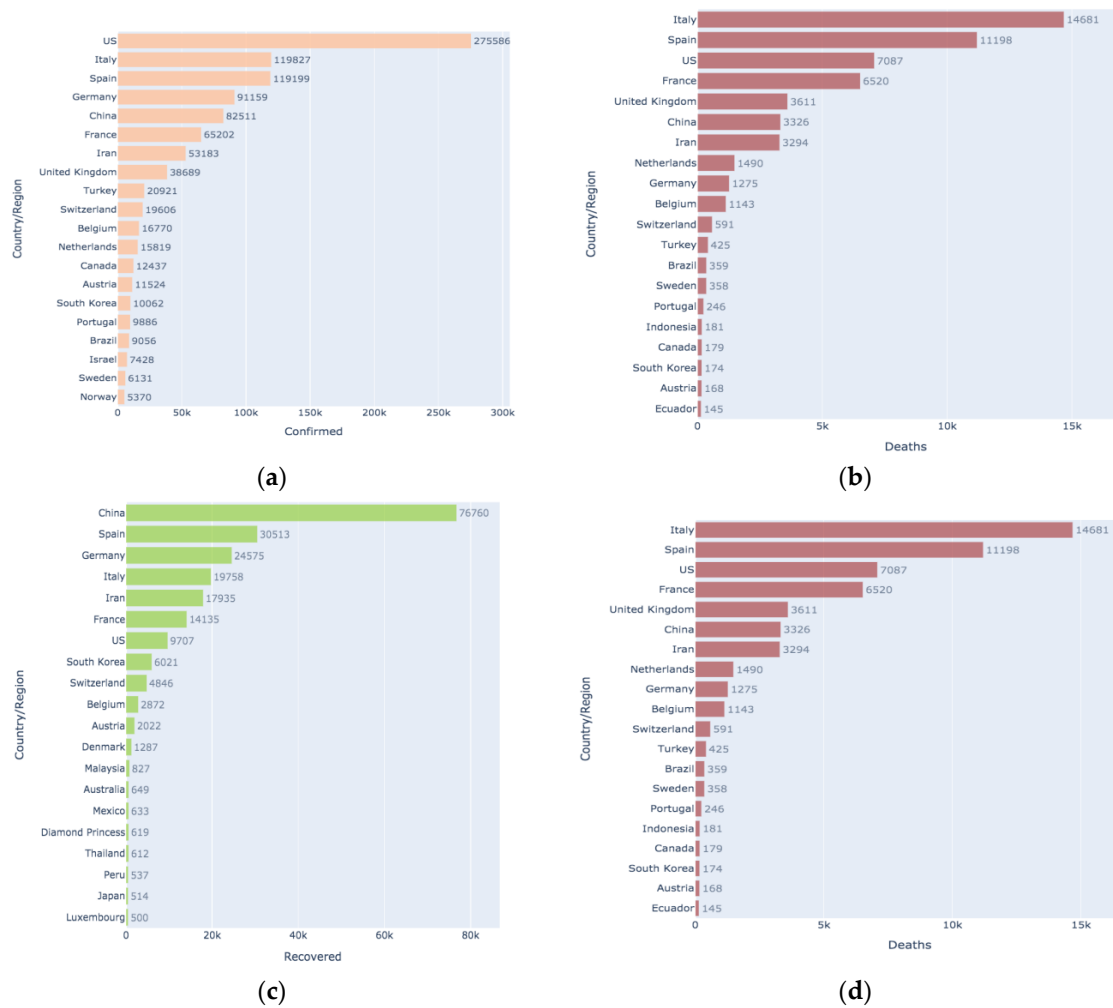 US 275586
Italy 119827
Spain 119199
Germany 91159
China 82511
France 65202
Iran 53183
United Kingdom 38689
Turkey 20921
Switzerland 19606
Belgium 16770
Netherlands 15819
Canada 12437
Austria 11524
South Korea 10062
Portugal 9886
Brazil 9056
Israel 7428
Sweden 6131
Norway 5370
0 50k 100k 150k 200k 250k 300k
Confirmed
Country/Region
(a)
Italy 14681
Spain 11198
US 7087
France 6520
United Kingdom 3611
China 3326
Iran 3294
Netherlands 1490
Germany 1275
Belgium 1143
Switzerland 591
Turkey 425
Brazil 359
Sweden 358
Portugal 246
Indonesia 181
Canada 179
South Korea 174
Austria 168
Ecuador 145
0 5k 10k 15k
Deaths
Country/Region
(b)
China 76760
Spain 30513
Germany 24575
Italy 19758
Iran 17935
France 14135
US 9707
South Korea 6021
Switzerland 4846
Belgium 2872
Austria 2022
Denmark 1287
Malaysia 827
Australia 649
Mexico 633
Diamond Princess 619
Thailand 612
Peru 537
Japan 514
Luxembourg 500
0 20k 40k 60k 80k
Recovered
Country/Region
(c)
Italy 14681
Spain 11198
US 7087
France 6520
United Kingdom 3611
China 3326
Iran 3294
Netherlands 1490
Germany 1275
Belgium 1143
Switzerland 591
Turkey 425
Brazil 359
Sweden 358
Portugal 246
Indonesia 181
Canada 179
South Korea 174
Austria 168
Ecuador 145
0 5k 10k 15k
Deaths
Country/Region
(d)